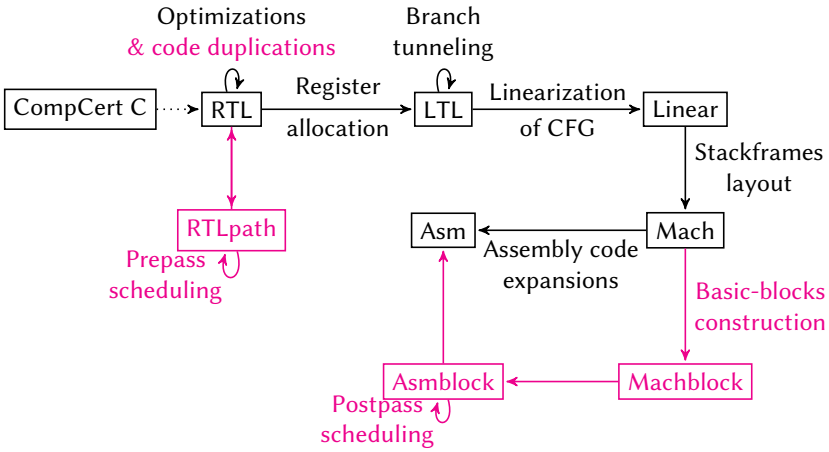 Optimizations
& code duplications
Branch
tunneling
CompCert C
RTL
Register
allocation
LTL
Linearization
of CFG
Linear
Stackframes
layout
RTLpath
Prepass
scheduling
Asm
Assembly code
expansions
Mach
Basic-blocks
construction
Asmblock
Machblock
Postpass
scheduling